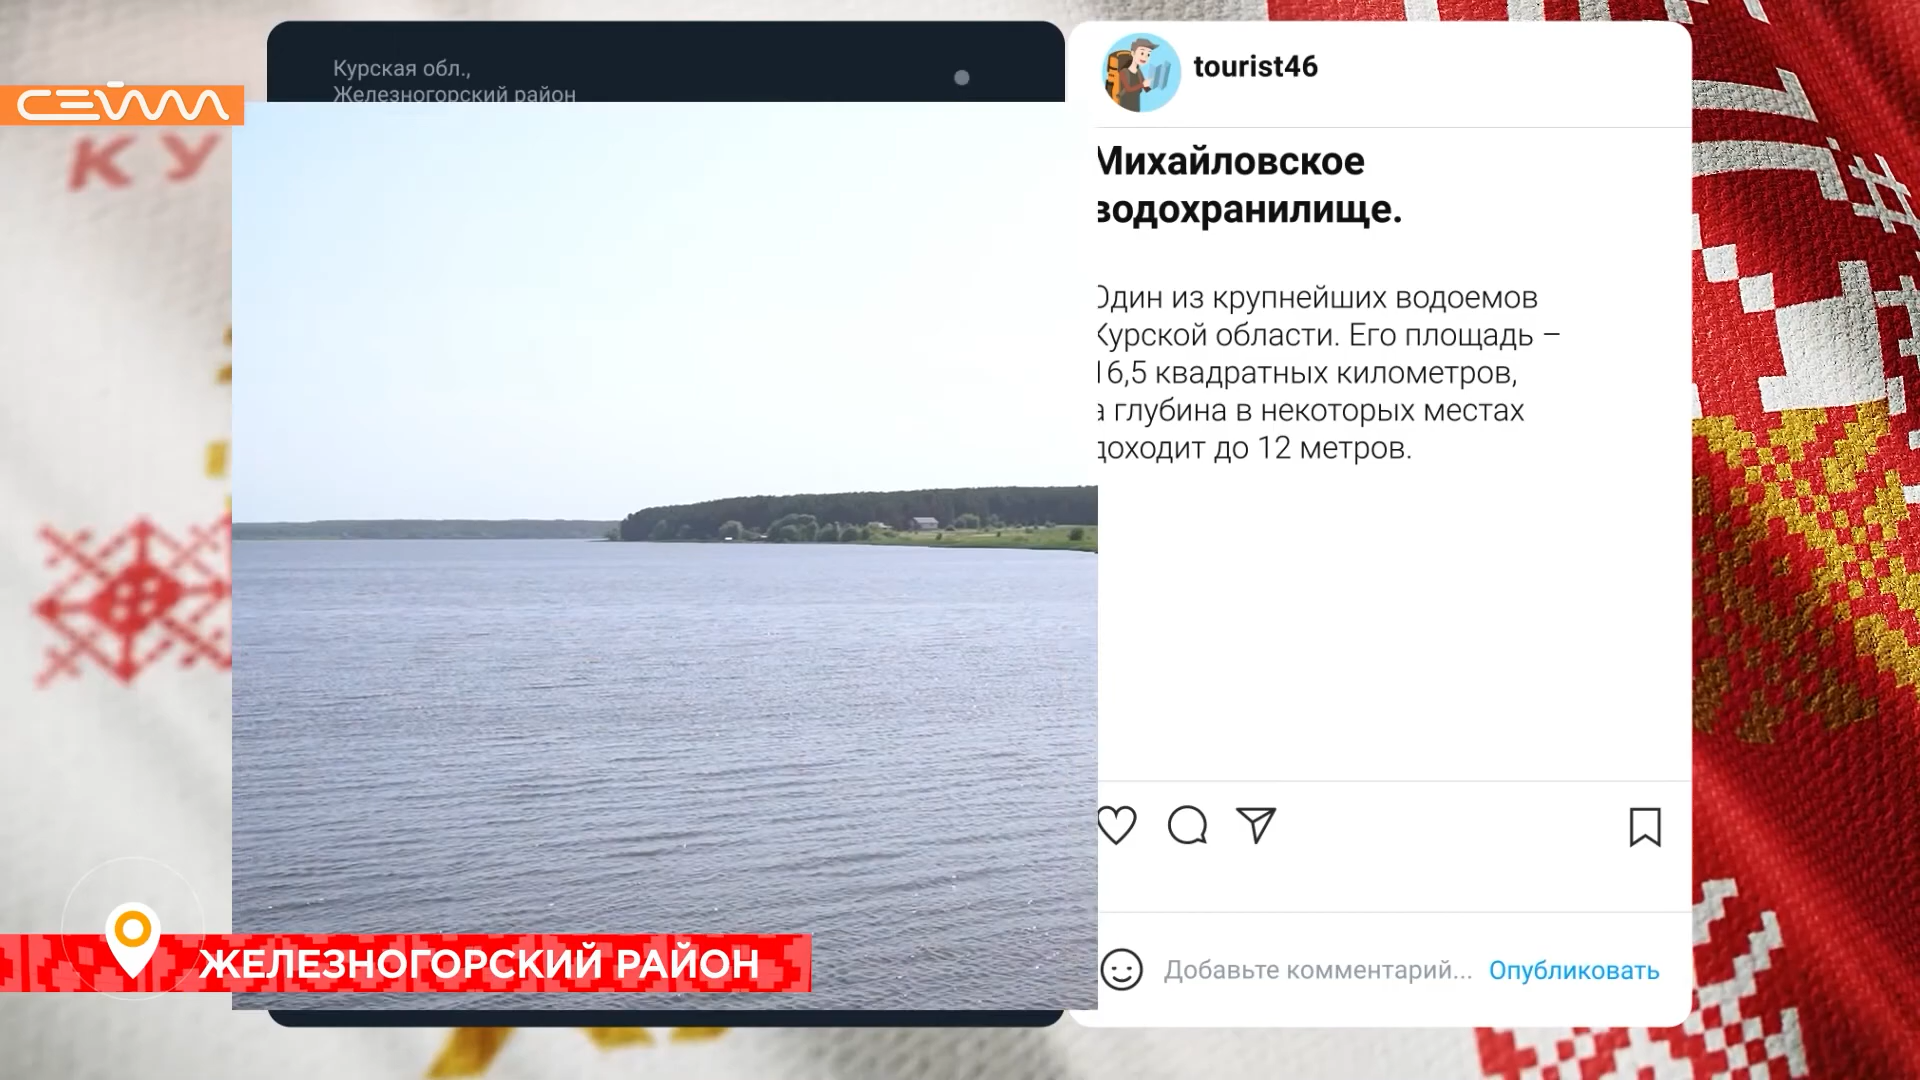 Курская обл.,
Железногорский район
СЕЙМ
КУ
tourist46
Михайловское
водохранилище.
Один из крупнейших водоемов
Курской области. Его площадь –
16,5 квадратных километров,
а глубина в некоторых местах
доходит до 12 метров.
Добавьте комментарий... Опубликовать
ЖЕЛЕЗНОГОРСКИЙ РАЙОН